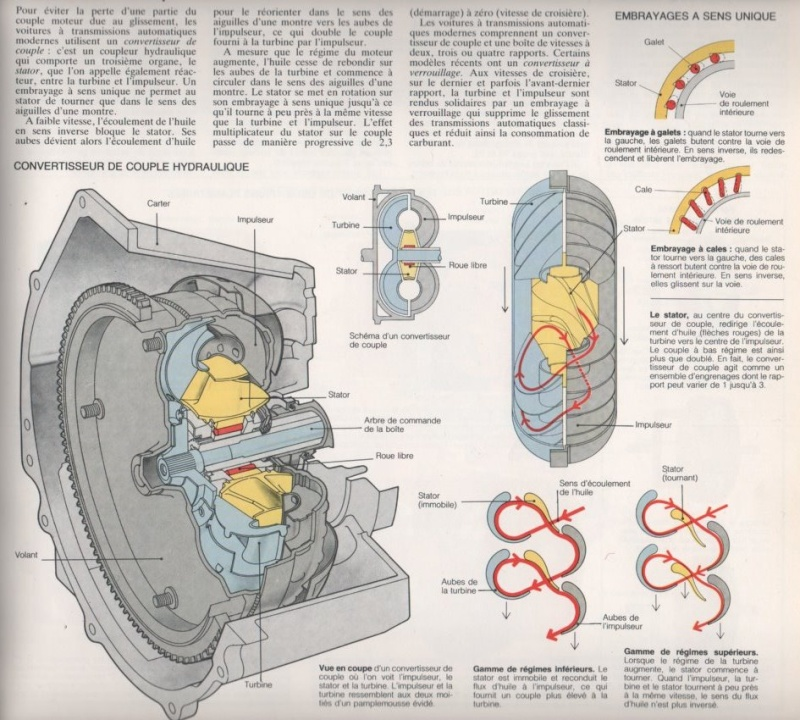 Pour éviter la perte d'une partie du
couple moteur due au glissement, les
voitures à transmissions automatiques
modernes utilisent un convertisseur de
couple : c'est un coupleur hydraulique
qui comporte un troisième organe, le
stator, que l'on appelle également réac-
teur, entre la turbine et l'impulseur. Un
embrayage à sens unique ne permet au
stator de tourner que dans le sens des
aiguilles d'une montre.
A faible vitesse, l'écoulement de l'huile
en sens inverse bloque le stator. Ses
aubes dévient alors l'écoulement d'huile
pour le réorienter dans le sens des
aiguilles d'une montre vers les aubes de
l'impulseur, ce qui double le couple
fourni à la turbine par l'impulseur.
A mesure que le régime du moteur
augmente, l'huile cesse de rebondir sur
les aubes de la turbine et commence à
circuler dans le sens des aiguilles d'une
montre. Le stator se met en rotation sur
son embrayage à sens unique jusqu'à ce
qu'il tourne à peu près à la même vitesse
que la turbine et l'impulseur. L'effet
multiplicateur du stator sur le couple
passe de manière progressive de 2,3
(démarrage) à zéro (vitesse de croisière).
Les voitures à transmissions automati-
ques modernes comprennent un conver-
tisseur de couple et une boîte de vitesses à
deux, trois ou quatre rapports. Certains
modèles récents ont un convertisseur à
verrouillage. Aux vitesses de croisière,
sur le dernier et parfois l'avant-dernier
rapport, la turbine et l'impulseur sont
rendus solidaires par un embrayage à
verrouillage qui supprime le glissement
des transmissions automatiques classi-
ques et réduit ainsi la consommation de
carburant.
EMBRAYAGES A SENS UNIQUE
Galet
Stator
Voie
de roulement
intérieure
Embrayage à galets : quand le stator tourne vers
la gauche, les galets butent contre la voie de
roulement intérieure. En sens inverse, ils redes-
cendent et libèrent l'embrayage.
Cale
Stator
Voie de roulement
intérieure
Embrayage à cales : quand le sta-
tor tourne vers la gauche, des cales
à ressort butent contre la voie de rou-
lement intérieure. En sens inverse,
elles glissent sur la voie.
Le stator, au centre du convertis-
seur de couple, redirige l'écoule-
ment d'huile (flèches rouges) de la
turbine vers le centre de l'impulseur.
Le couple à bas régime est ainsi
plus que doublé. En fait, le conver-
tisseur de couple agit comme un
ensemble d'engrenages dont le rap-
port peut varier de 1 jusqu'à 3.
CONVERTISSEUR DE COUPLE HYDRAULIQUE
Carter
Impulseur
Stator
Arbre de commande
de la boîte
Roue libre
Volant
Turbine
Volant
Turbine
Impulseur
Stator
Roue libre
Schéma d'un convertisseur
de couple
Turbine
Impulseur
Vue en coupe d'un convertisseur de
couple où l'on voit l'impulseur, le
stator et la turbine. L'impulseur et la
turbine ressemblent aux deux moi-
tiés d'un pamplemousse évidé.
Stator
(immobile)
Sens d'écoulement
de l'huile
Aubes de
la turbine
Aubes de
l'impulseur
Gamme de régimes inférieurs. Le
stator est immobile et reconduit le
flux d'huile à l'impulseur, ce qui
fournit un couple plus élevé à la
turbine.
Stator
(tournant)
Gamme de régimes supérieurs.
Lorsque le régime de la turbine
augmente, le stator commence à
tourner. Quand l'impulseur, la tur-
bine et le stator tournent à peu près
à la même vitesse, le sens du flux
d'huile n'est plus inversé.